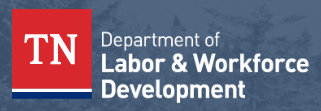 TN
Department of
Labor & Workforce
Development